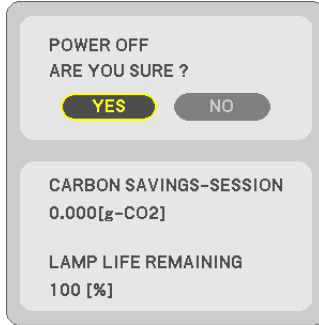 POWER OFF
ARE YOU SURE ?
YES NO
CARBON SAVINGS-SESSION
0.000[g-CO2]
LAMP LIFE REMAINING
100 [%]